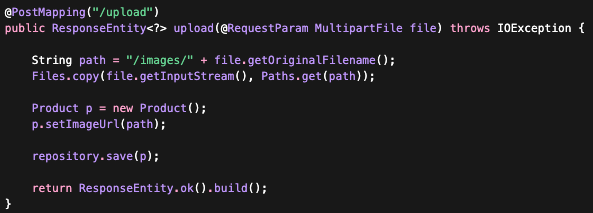 @PostMapping("/upload")
public ResponseEntity<?> upload(@RequestParam MultipartFile file) throws IOException {
String path = "/images/" + file.getOriginalFilename();
Files.copy(file.getInputStream(), Paths.get(path));
Product p = new Product();
p.setImageUrl(path);
repository.save(p);
return ResponseEntity.ok().build();
}